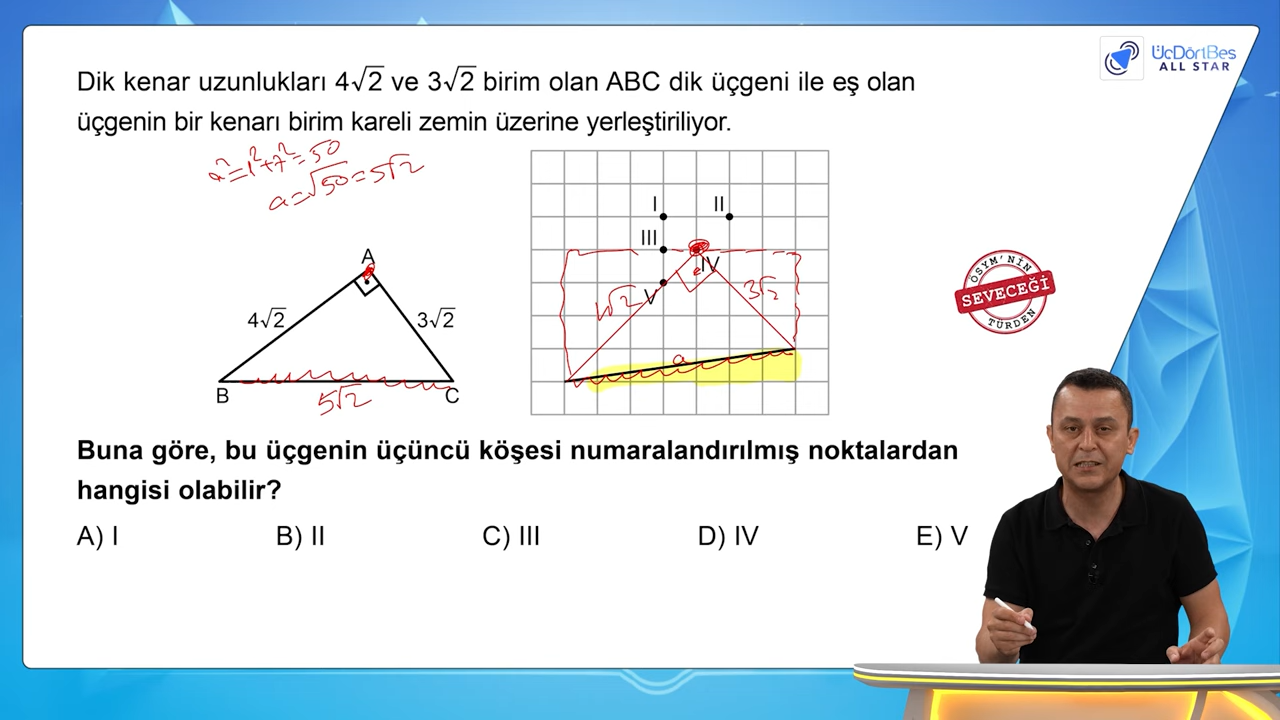 ÜçDörtBeş
ALL STAR
Dik kenar uzunlukları 4√2 ve 3√2 birim olan ABC dik üçgeni ile eş olan
üçgenin bir kenarı birim kareli zemin üzerine yerleştiriliyor.
a²=1²+7²=50
a=√50=5√2
I II
III
IV
V
4√2 3√2
a
A
4√2 3√2
B C
5√2
ÖSYM'NİN
SEVECEĞİ
TÜRDEN
Buna göre, bu üçgenin üçüncü köşesi numaralandırılmış noktalardan
hangisi olabilir?
A) I B) II C) III D) IV E) V